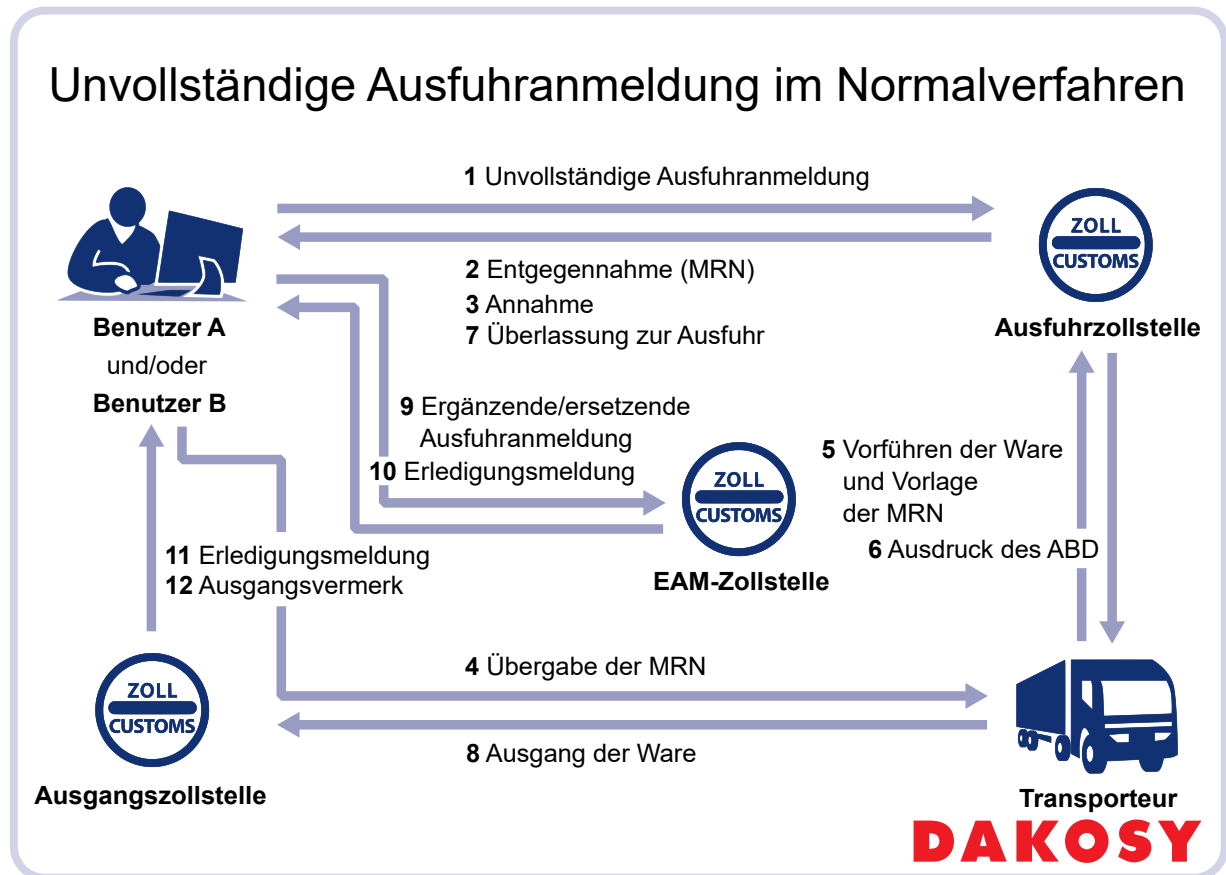 Unvollständige Ausfuhranmeldung im Normalverfahren
1 Unvollständige Ausfuhranmeldung
ZOLL
CUSTOMS
Ausfuhrzollstelle
2 Entgegennahme (MRN)
3 Annahme
7 Überlassung zur Ausfuhr
Benutzer A
und/oder
Benutzer B
9 Ergänzende/ersetzende
Ausfuhranmeldung
10 Erledigungsmeldung
ZOLL
CUSTOMS
EAM-Zollstelle
5 Vorführen der Ware
und Vorlage
der MRN
6 Ausdruck des ABD
11 Erledigungsmeldung
12 Ausgangsvermerk
ZOLL
CUSTOMS
Ausgangszollstelle
4 Übergabe der MRN
8 Ausgang der Ware
Transporteur
DAKOSY